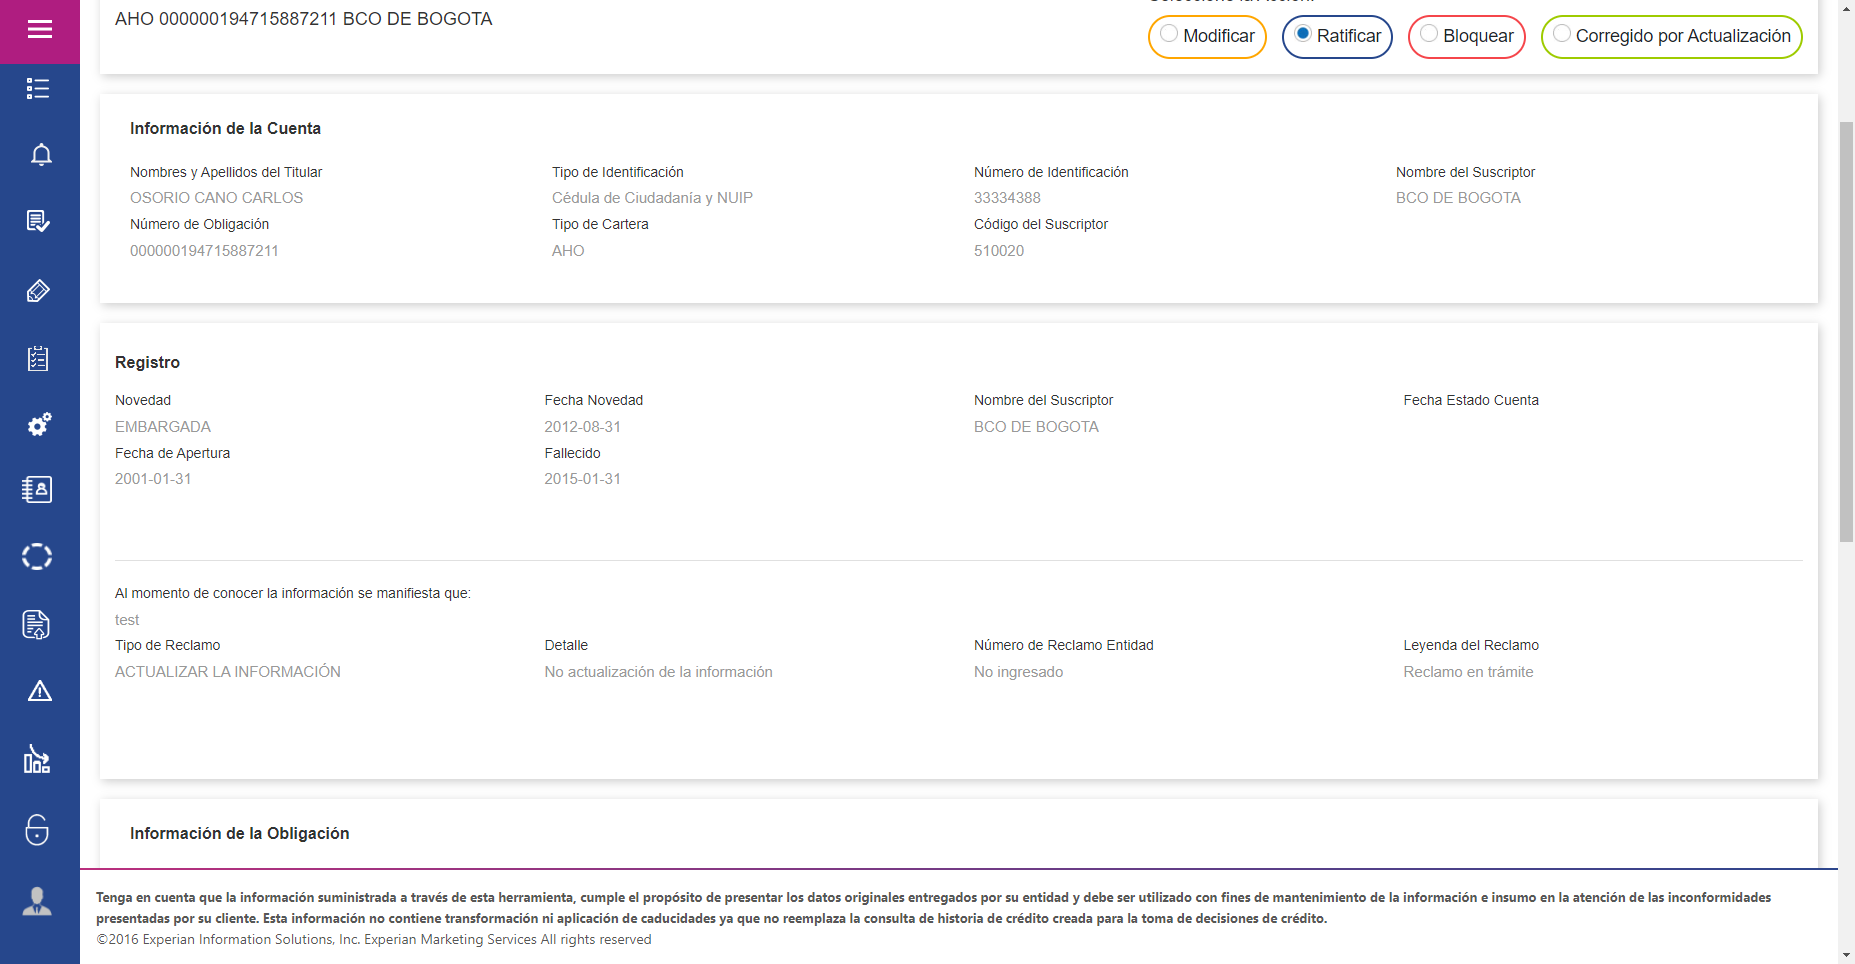 AHO 000000194715887211 BCO DE BOGOTA
Modificar
Ratificar
Bloquear
Corregido por Actualización
Información de la Cuenta
Nombres y Apellidos del Titular
Tipo de Identificación
Número de Identificación
Nombre del Suscriptor
OSORIO CANO CARLOS
Cédula de Ciudadanía y NUIP
33334388
BCO DE BOGOTA
Número de Obligación
Tipo de Cartera
Código del Suscriptor
000000194715887211
AHO
510020
Registro
Novedad
Fecha Novedad
Nombre del Suscriptor
Fecha Estado Cuenta
EMBARGADA
2012-08-31
BCO DE BOGOTA
Fecha de Apertura
Fallecido
2001-01-31
2015-01-31
Al momento de conocer la información se manifiesta que:
test
Tipo de Reclamo
Detalle
Número de Reclamo Entidad
Leyenda del Reclamo
ACTUALIZAR LA INFORMACIÓN
No actualización de la información
No ingresado
Reclamo en trámite
Información de la Obligación
Tenga en cuenta que la información suministrada a través de esta herramienta, cumple el propósito de presentar los datos originales entregados por su entidad y debe ser utilizado con fines de mantenimiento de la información e insumo en la atención de las inconformidades
presentadas por su cliente. Esta información no contiene transformación ni aplicación de caducidades ya que no reemplaza la consulta de historia de crédito creada para la toma de decisiones de crédito.
©2016 Experian Information Solutions, Inc. Experian Marketing Services All rights reserved